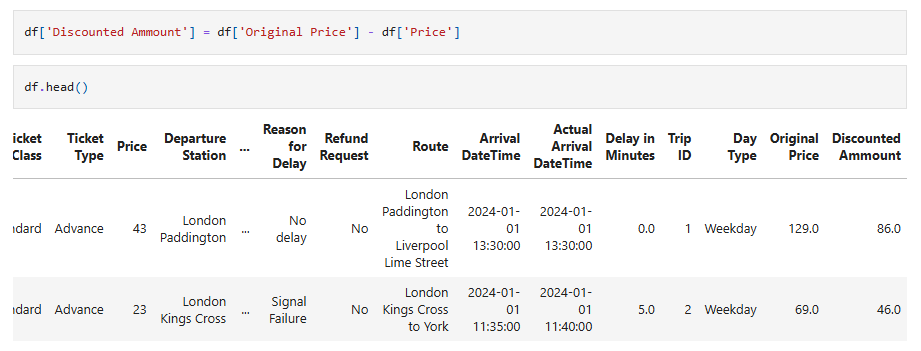 df['Discounted Ammount'] = df['Original Price'] - df['Price']
df.head()
icket Class Ticket Type Price Departure Station ... Reason for Delay Refund Request Route Arrival DateTime Actual Arrival DateTime Delay in Minutes Trip ID Day Type Original Price Discounted Ammount
ndard Advance 43 London Paddington ... No delay No London Paddington to Liverpool Lime Street 2024-01-01 13:30:00 2024-01-01 13:30:00 0.0 1 Weekday 129.0 86.0
ndard Advance 23 London Kings Cross ... Signal Failure No London Kings Cross to York 2024-01-01 11:35:00 2024-01-01 11:40:00 5.0 2 Weekday 69.0 46.0